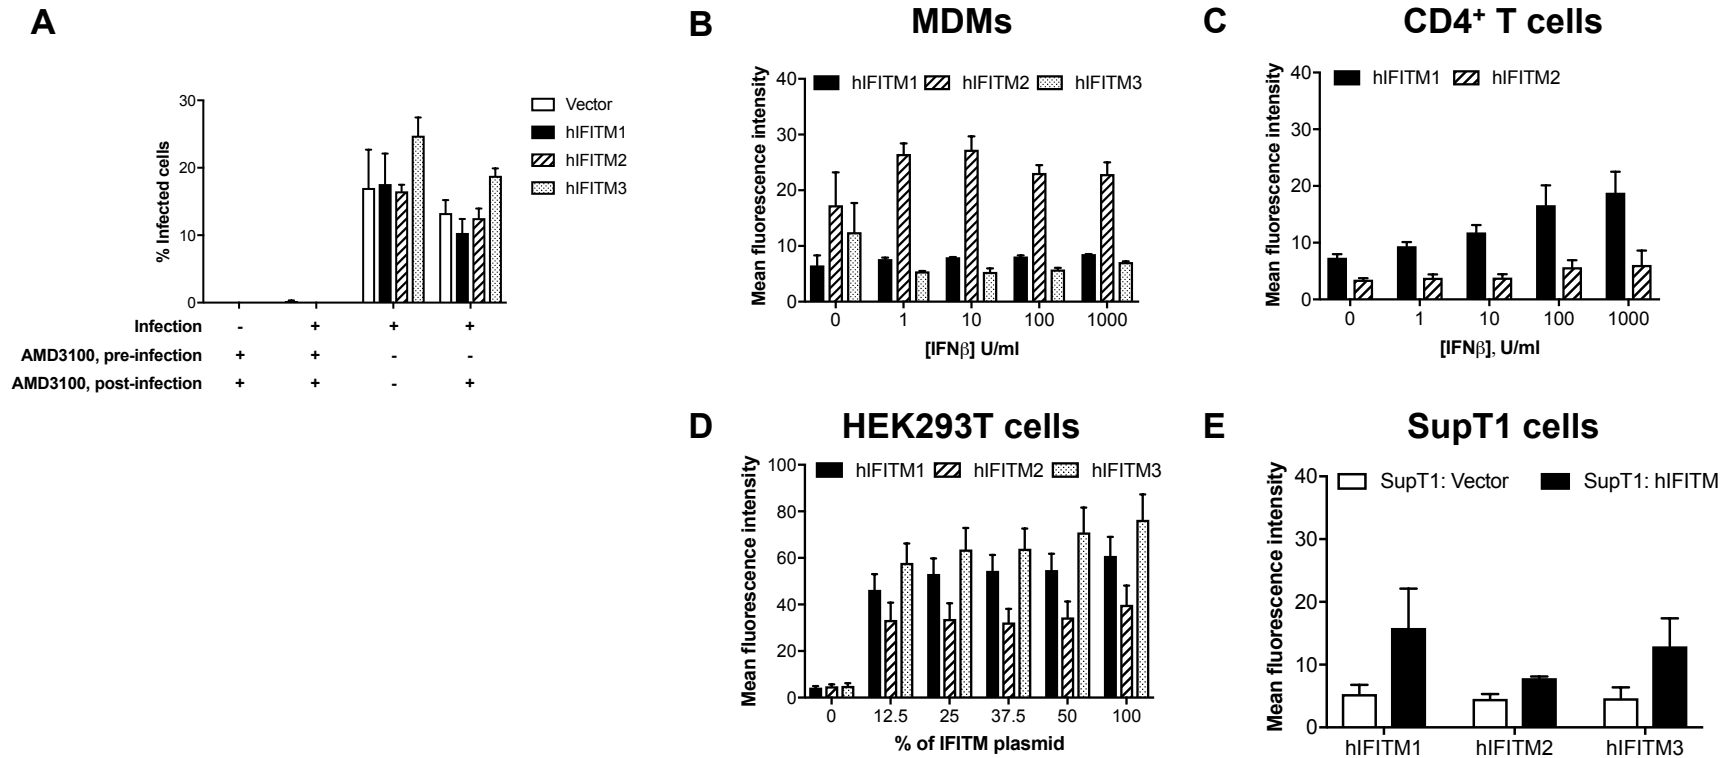 A
30
20
10
0
% Infected cells
Vector
hIFITM1
hIFITM2
hIFITM3
Infection - + + +
AMD3100, pre-infection + + - -
AMD3100, post-infection + + - +
B
MDMs
hIFITM1 hIFITM2 hIFITM3
Mean fluorescence intensity
40
30
20
10
0
0 1 10 100 1000
[IFNβ] U/ml
C
CD4⁺ T cells
hIFITM1 hIFITM2
Mean fluorescence intensity
40
30
20
10
0
0 1 10 100 1000
[IFNβ], U/ml
D
HEK293T cells
hIFITM1 hIFITM2 hIFITM3
Mean fluorescence intensity
100
80
60
40
20
0
0 12.5 25 37.5 50 100
% of IFITM plasmid
E
SupT1 cells
SupT1: Vector SupT1: hIFITM
Mean fluorescence intensity
40
30
20
10
0
hIFITM1 hIFITM2 hIFITM3